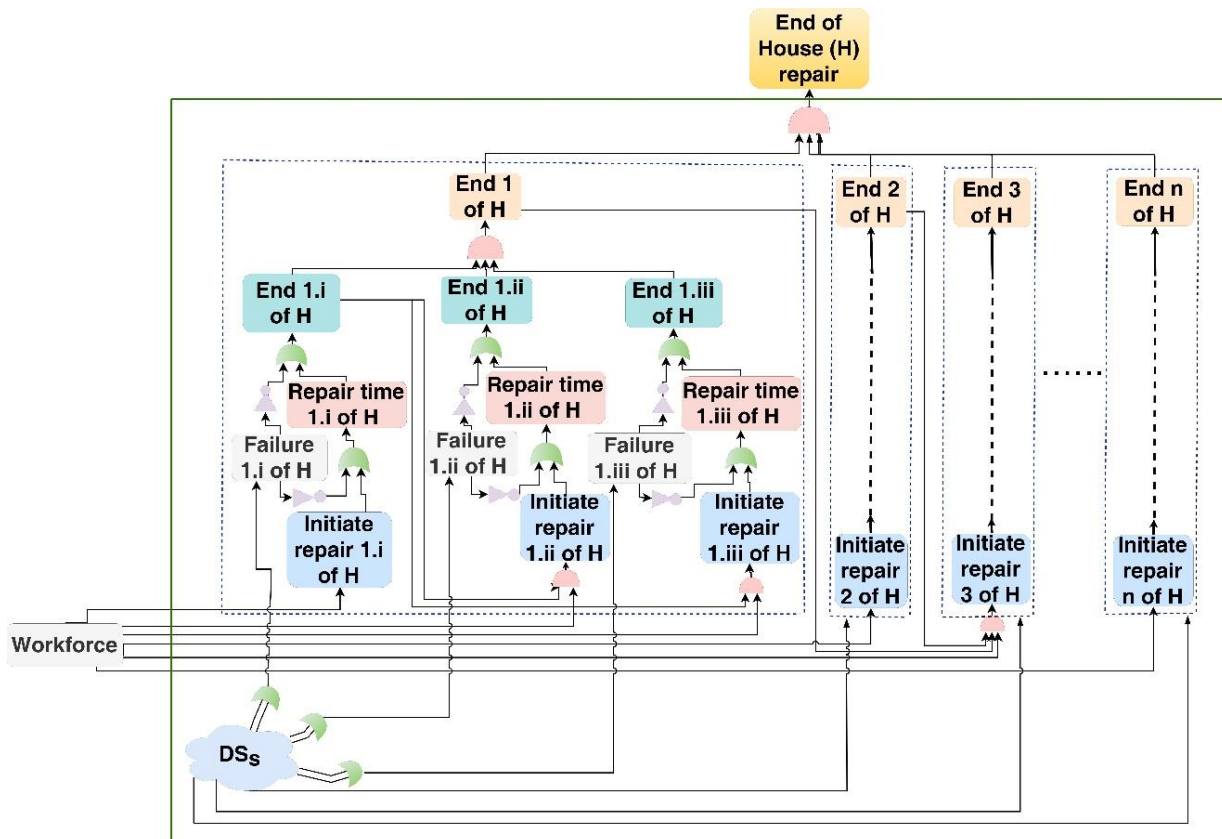 End of
House (H)
repair
End 1
of H
End 2
of H
End 3
of H
End n
of H
End 1.i
of H
End 1.ii
of H
End 1.iii
of H
Repair time
1.i of H
Repair time
1.ii of H
Repair time
1.iii of H
Failure
1.i of H
Failure
1.ii of H
Failure
1.iii of H
Initiate
repair 1.i
of H
Initiate
repair
1.ii of H
Initiate
repair
1.iii of H
Initiate
repair
2 of H
Initiate
repair
3 of H
Initiate
repair
n of H
Workforce
DSs